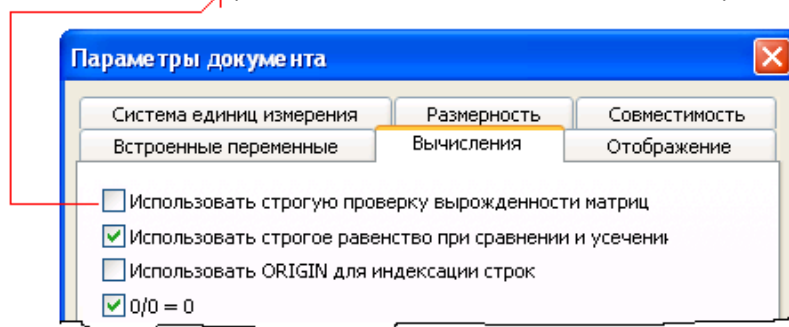 Параметры документа
Система единиц измерения Размерность Совместимость
Встроенные переменные Вычисления Отображение
Использовать строгую проверку вырожденности матриц
Использовать строгое равенство при сравнении и
Использовать ORIGIN для индексации строк
0/0 = 0